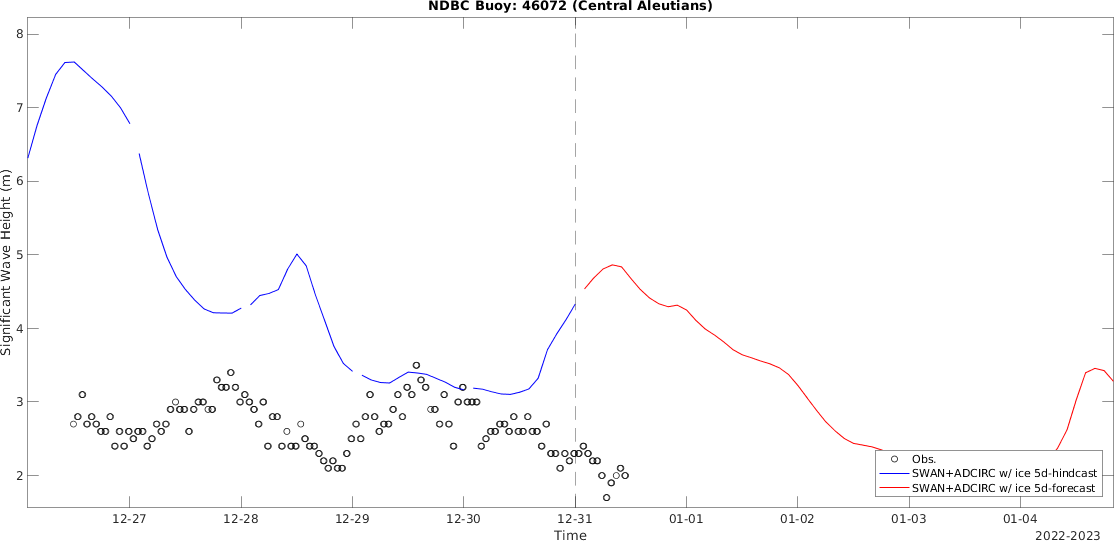 NDBC Buoy: 46072 (Central Aleutians)
8
7
6
5
4
3
2
Significant Wave Height (m)
Obs.
SWAN+ADCIRC w/ ice 5d-hindcast
SWAN+ADCIRC w/ ice 5d-forecast
12-27 12-28 12-29 12-30 12-31 01-01 01-02 01-03 01-04
Time
2022-2023